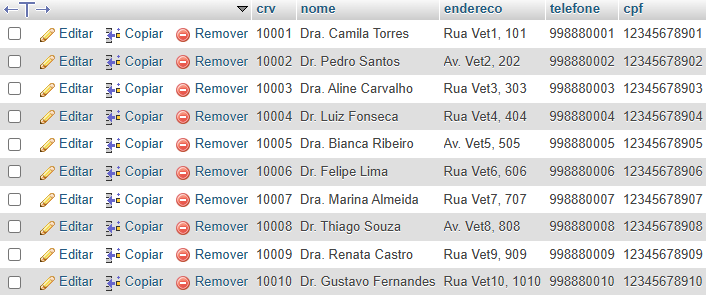 crv nome endereco telefone cpf
Editar Copiar Remover 10001 Dra. Camila Torres Rua Vet1, 101 998880001 12345678901
Editar Copiar Remover 10002 Dr. Pedro Santos Av. Vet2, 202 998880002 12345678902
Editar Copiar Remover 10003 Dra. Aline Carvalho Rua Vet3, 303 998880003 12345678903
Editar Copiar Remover 10004 Dr. Luiz Fonseca Rua Vet4, 404 998880004 12345678904
Editar Copiar Remover 10005 Dra. Bianca Ribeiro Av. Vet5, 505 998880005 12345678905
Editar Copiar Remover 10006 Dr. Felipe Lima Rua Vet6, 606 998880006 12345678906
Editar Copiar Remover 10007 Dra. Marina Almeida Rua Vet7, 707 998880007 12345678907
Editar Copiar Remover 10008 Dr. Thiago Souza Av. Vet8, 808 998880008 12345678908
Editar Copiar Remover 10009 Dra. Renata Castro Rua Vet9, 909 998880009 12345678909
Editar Copiar Remover 10010 Dr. Gustavo Fernandes Rua Vet10, 1010 998880010 12345678910